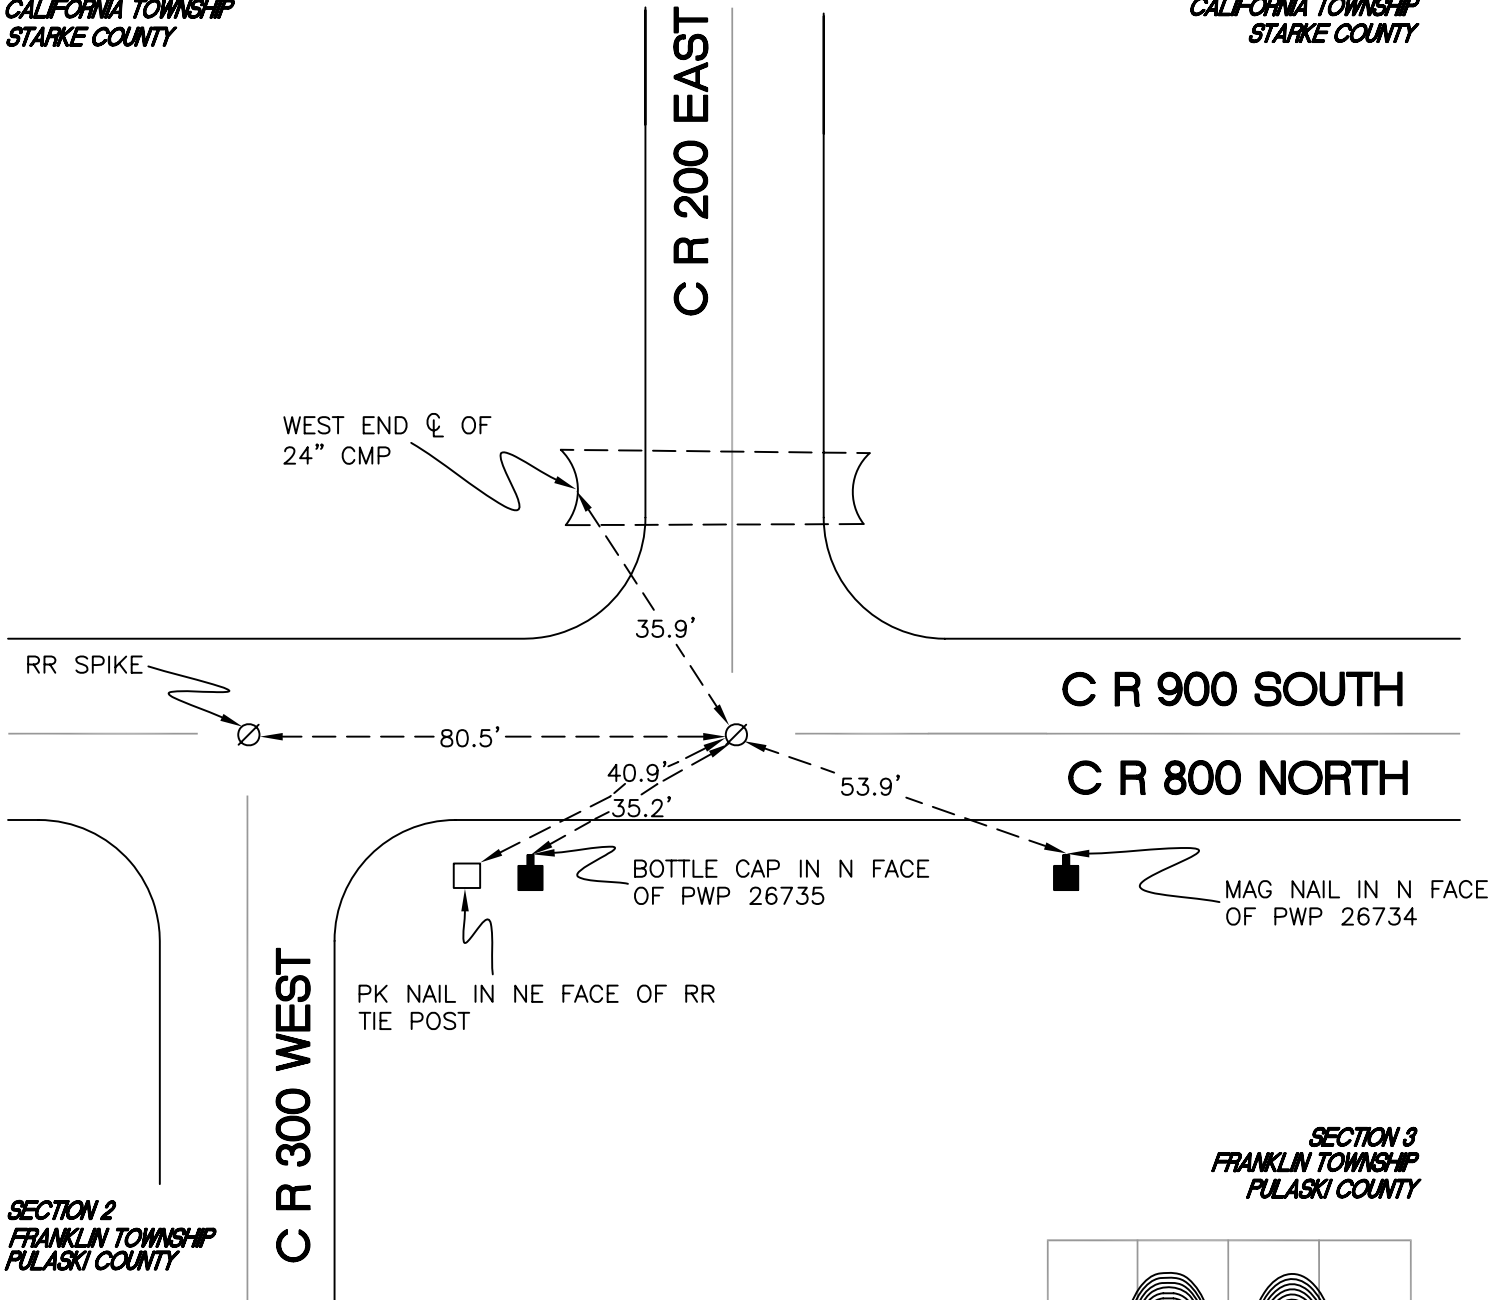 CALIFORNIA TOWNSHIP
STARKE COUNTY
CALIFORNIA TOWNSHIP
STARKE COUNTY
C R 200 EAST
WEST END ℄ OF
24” CMP
35.9’
RR SPIKE
C R 900 SOUTH
80.5’
40.9’
53.9’
C R 800 NORTH
35.2’
BOTTLE CAP IN N FACE
OF PWP 26735
MAG NAIL IN N FACE
OF PWP 26734
PK NAIL IN NE FACE OF RR
TIE POST
C R 300 WEST
SECTION 3
FRANKLIN TOWNSHIP
PULASKI COUNTY
SECTION 2
FRANKLIN TOWNSHIP
PULASKI COUNTY